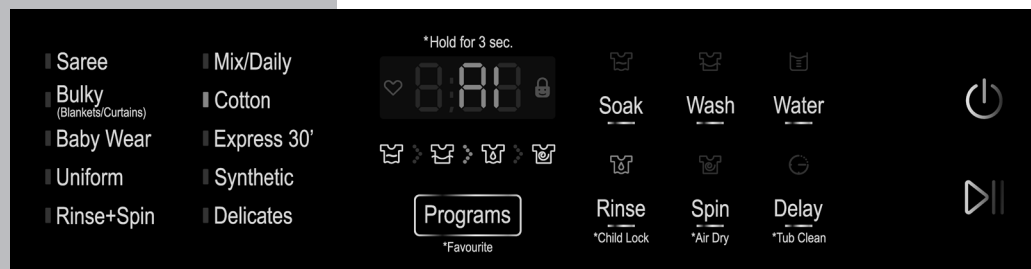 *Hold for 3 sec.
Saree
Mix/Daily
AI
Bulky
(Blankets/Curtains)
Cotton
Soak
Wash
Water
Baby Wear
Express 30'
Uniform
Synthetic
Rinse+Spin
Delicates
Programs
*Favourite
Rinse
Spin
Delay
*Child Lock
*Air Dry
*Tub Clean